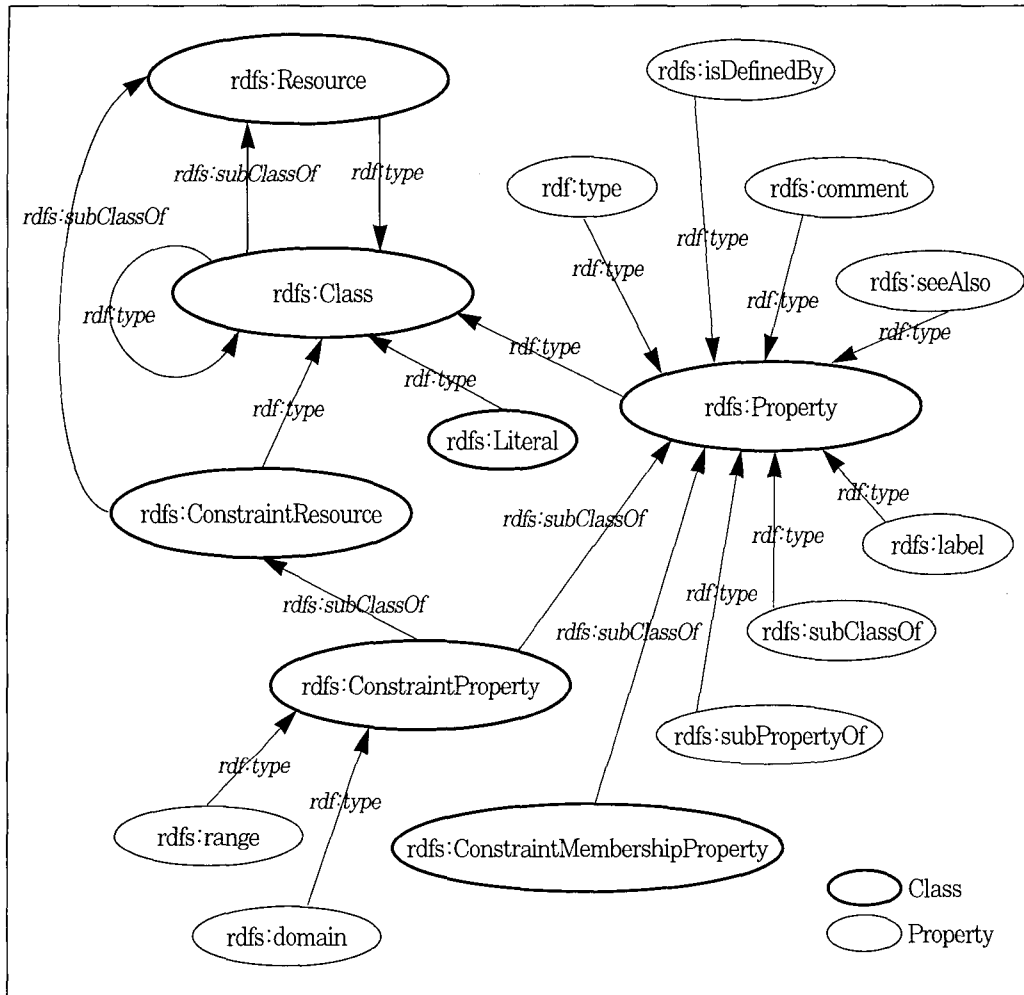 rdfs:Resource
rdfs:isDefinedBy
rdfs:subClassOf
rdf:type
rdf:type
rdfs:comment
rdfs:subClassOf
rdf:type
rdf:type
rdfs:seeAlso
rdfs:Class
rdf:type
rdf:type
rdf:type
rdf:type
rdf:type
rdfs:Property
rdf:type
rdfs:Literal
rdf:type
rdfs:ConstraintResource
rdfs:subClassOf
rdf:type
rdfs:label
rdf:type
rdfs:subClassOf
rdf:type
rdfs:subClassOf
rdfs:subClassOf
rdfs:ConstraintProperty
rdfs:subPropertyOf
rdf:type
rdf:type
rdfs:range
rdfs:ConstraintMembershipProperty
rdfs:domain
Class
Property